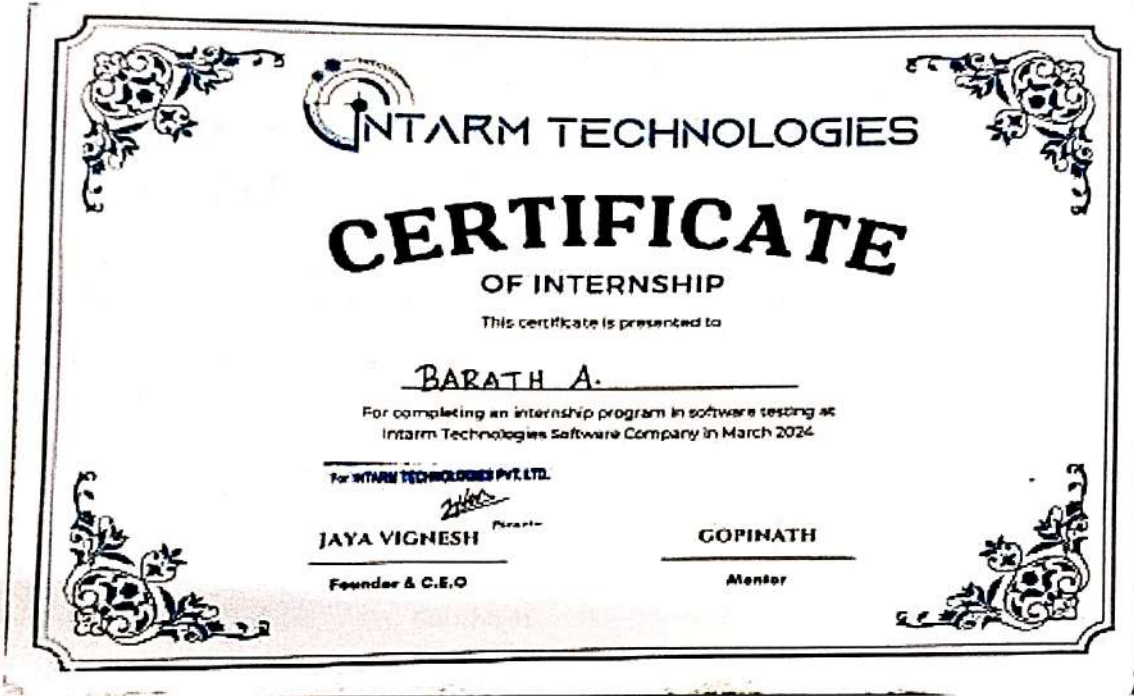 INTARM TECHNOLOGIES
CERTIFICATE
OF INTERNSHIP
This certificate is presented to
BARATH A.
For completing an internship program in software testing at
Intarm Technologies Software Company in March 2024
For INTARM TECHNOLOGIES PVT. LTD.
JAYA VIGNESH
GOPINATH
Founder & C.E.O
Mentor